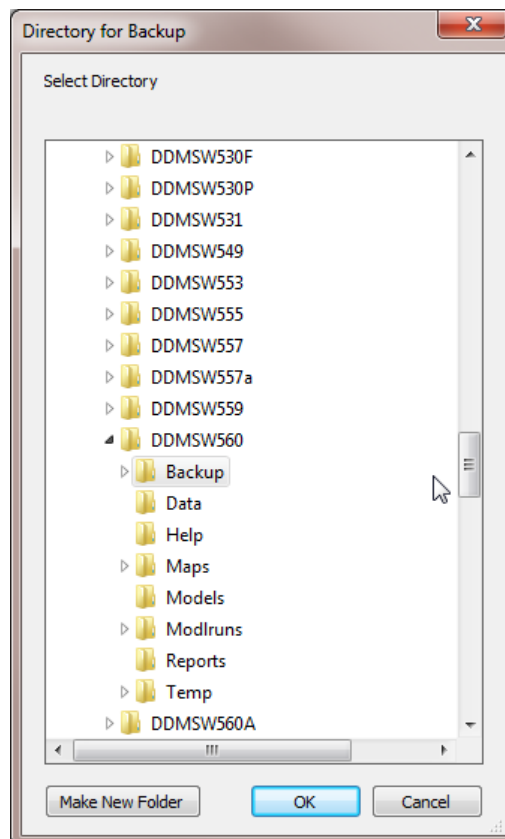 Directory for Backup
Select Directory
DDMSW530F
DDMSW530P
DDMSW531
DDMSW549
DDMSW553
DDMSW555
DDMSW557
DDMSW557a
DDMSW559
DDMSW560
Backup
Data
Help
Maps
Models
Modlruns
Reports
Temp
DDMSW560A
Make New Folder
OK
Cancel